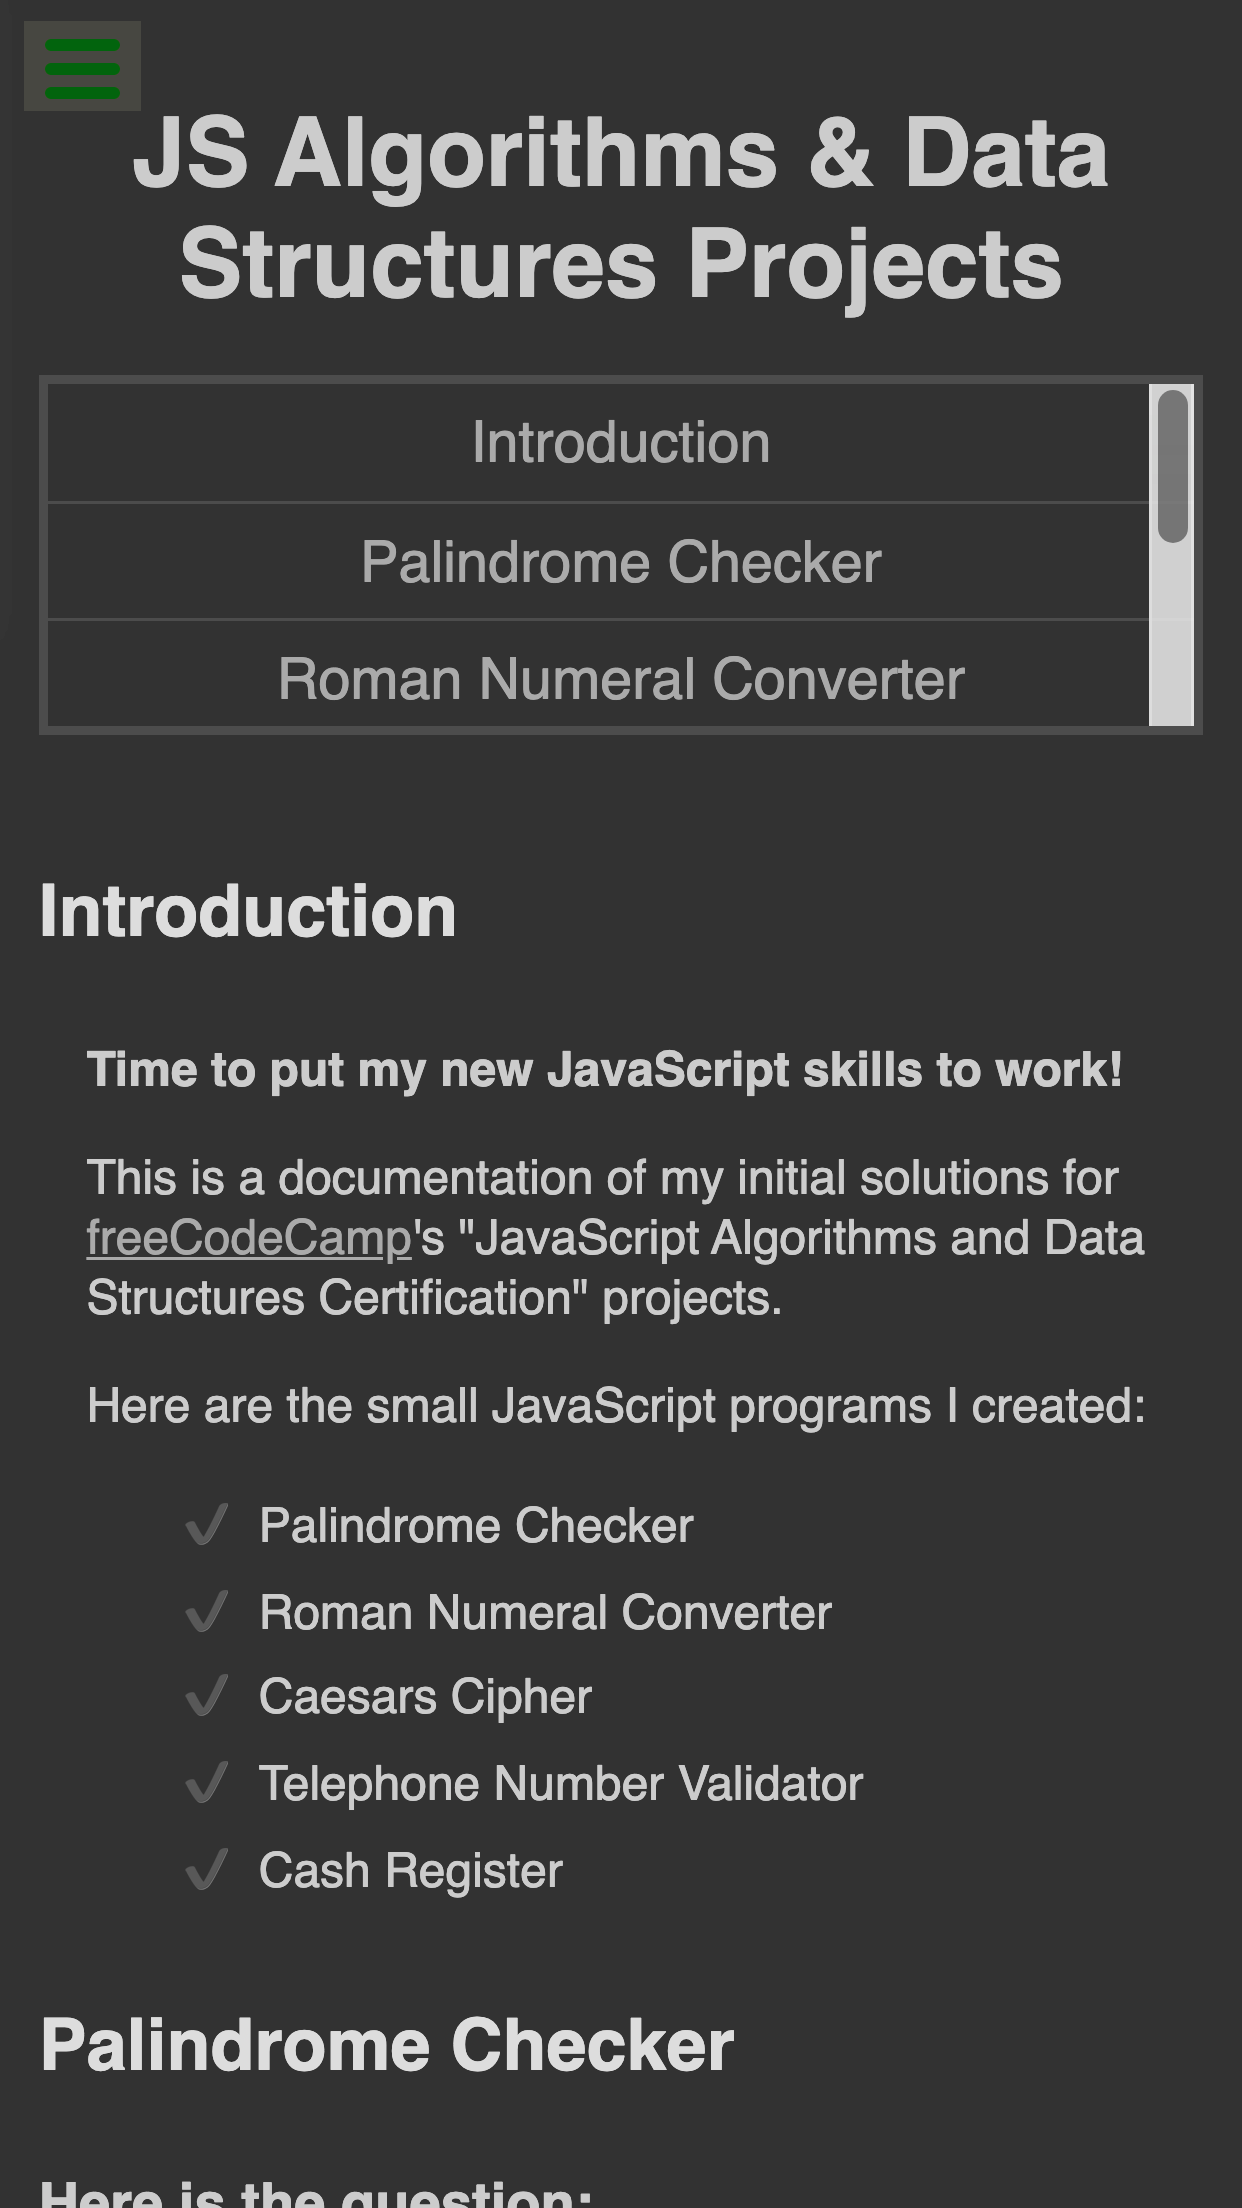 JS Algorithms & Data
Structures Projects
Introduction
Palindrome Checker
Roman Numeral Converter
Introduction
Time to put my new JavaScript skills to work!
This is a documentation of my initial solutions for
freeCodeCamp's "JavaScript Algorithms and Data
Structures Certification" projects.
Here are the small JavaScript programs I created:
Palindrome Checker
Roman Numeral Converter
Caesars Cipher
Telephone Number Validator
Cash Register
Palindrome Checker
Here is the question: